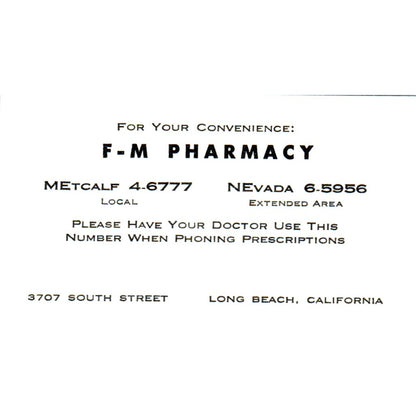 FOR YOUR CONVENIENCE:
F-M PHARMACY
METCALF 4-6777 NEVADA 6-5956
LOCAL EXTENDED AREA
PLEASE HAVE YOUR DOCTOR USE THIS
NUMBER WHEN PHONING PRESCRIPTIONS
3707 SOUTH STREET LONG BEACH, CALIFORNIA